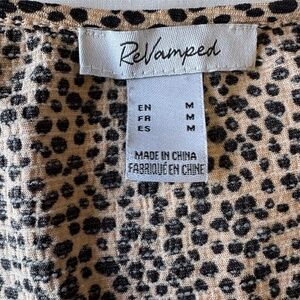 ReVamped
EN M
FR M
ES M
MADE IN CHINA
FABRIQUÉ EN CHINE